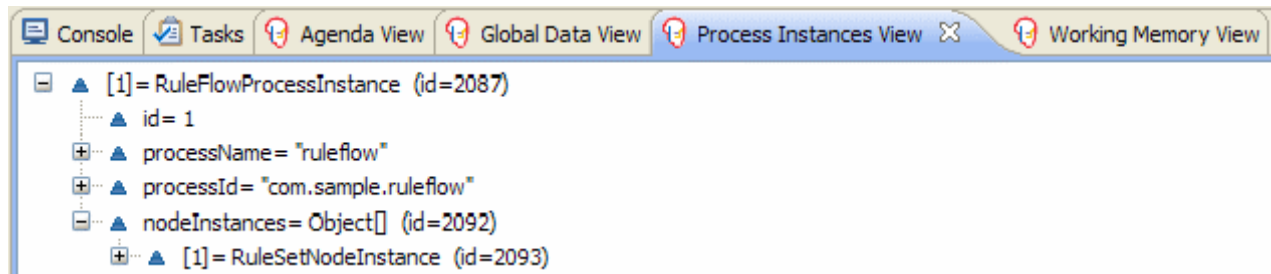 Console Tasks Agenda View Global Data View Process Instances View Working Memory View
[1]= RuleFlowProcessInstance (id=2087)
id= 1
processName= "ruleflow"
processId= "com.sample.ruleflow"
nodeInstances= Object[] (id=2092)
[1]= RuleSetNodeInstance (id=2093)